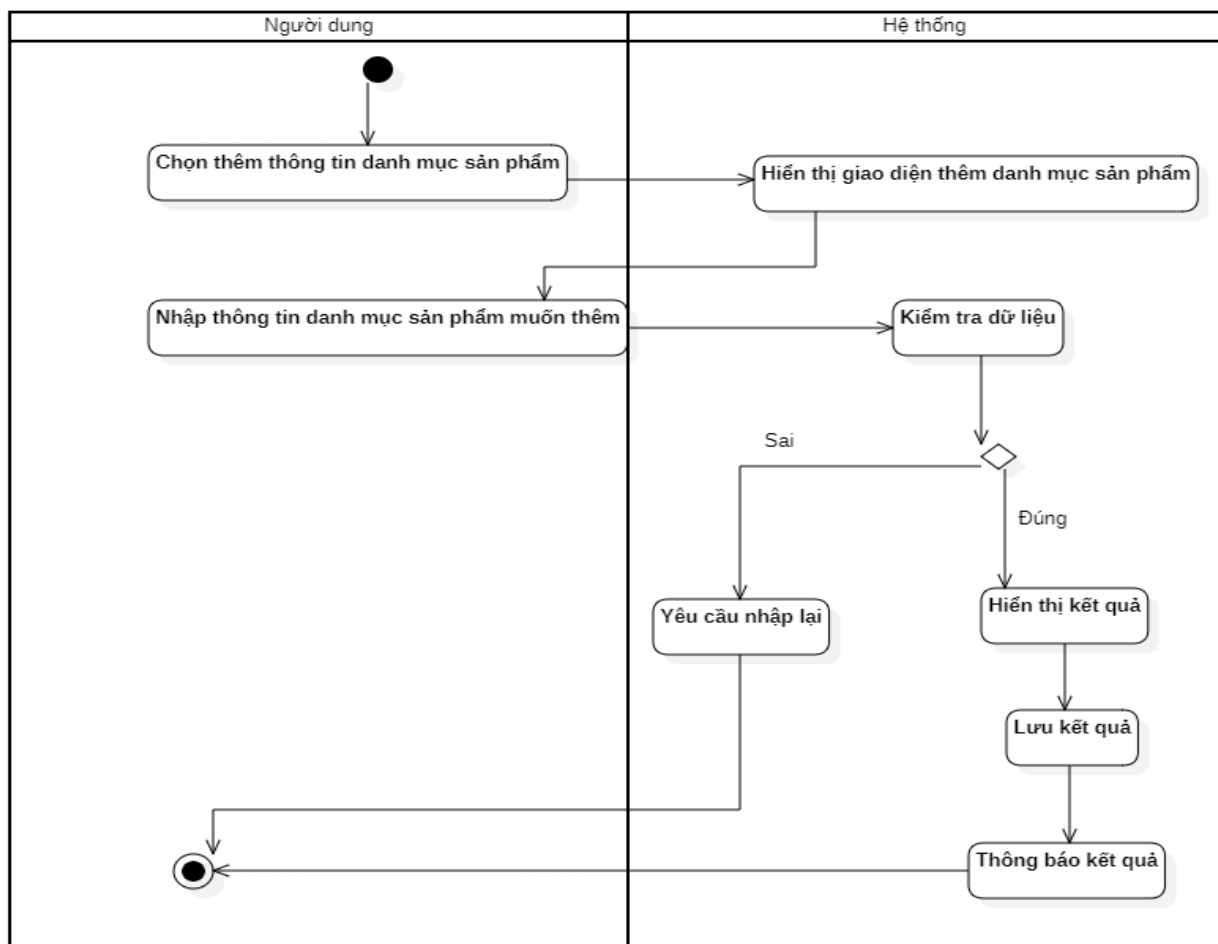 Người dung
Hệ thống
Chọn thêm thông tin danh mục sản phẩm
Hiển thị giao diện thêm danh mục sản phẩm
Nhập thông tin danh mục sản phẩm muốn thêm
Kiểm tra dữ liệu
Sai
Đúng
Yêu cầu nhập lại
Hiển thị kết quả
Lưu kết quả
Thông báo kết quả